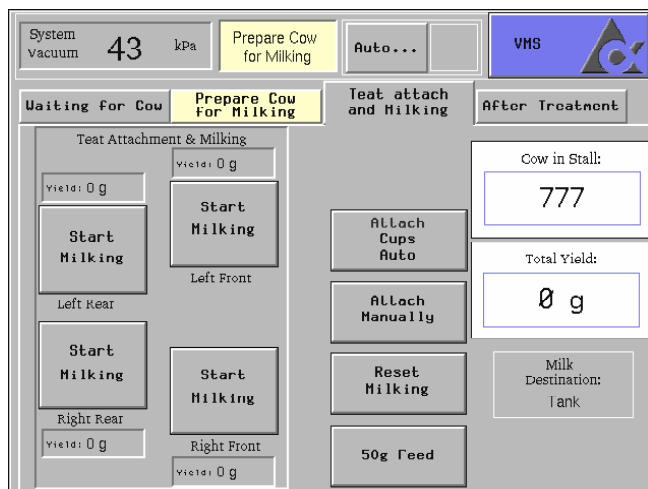 System
Vacuum 43 kPa
Prepare Cow
for Milking
Auto...
VMS
Waiting for Cow
Prepare Cow
for Milking
Teat attach
and Milking
After Treatment
Teat Attachment & Milking
Yield: 0 g
Yield: 0 g
Start
Milking
Start
Milking
Left Front
Left Rear
Start
Milking
Start
Milking
Right Rear
Yield: 0 g
Right Front
Yield: 0 g
Attach
Cups
Auto
Attach
Manually
Reset
Milking
50g Feed
Cow in Stall:
777
Total Yield:
0 g
Milk
Destination:
Tank